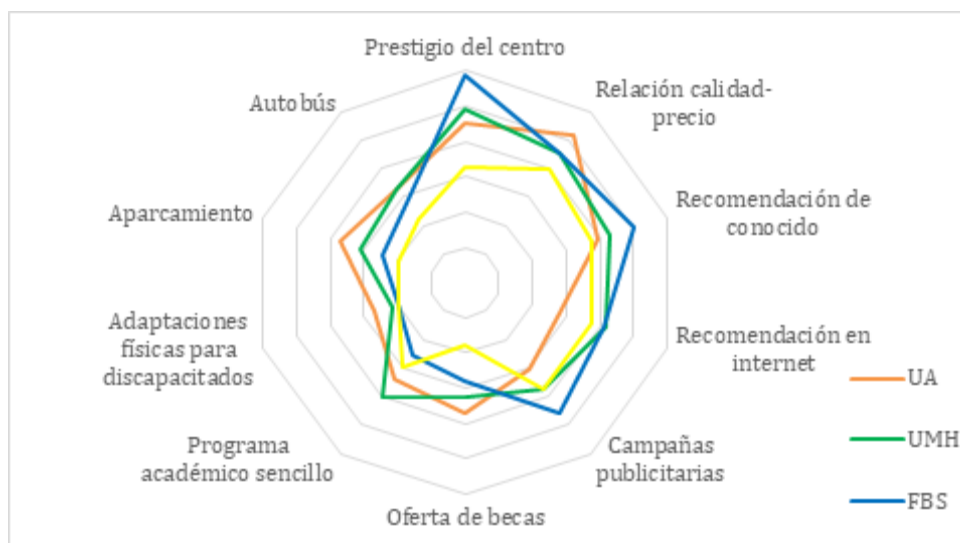 Prestigio del centro
Relación calidad-
precio
Recomendación de
conocido
Recomendación en
internet
Campañas
publicitarias
Oferta de becas
Programa
académico sencillo
Adaptaciones
físicas para
discapacitados
Aparcamiento
Autobús
UA
UMH
FBS